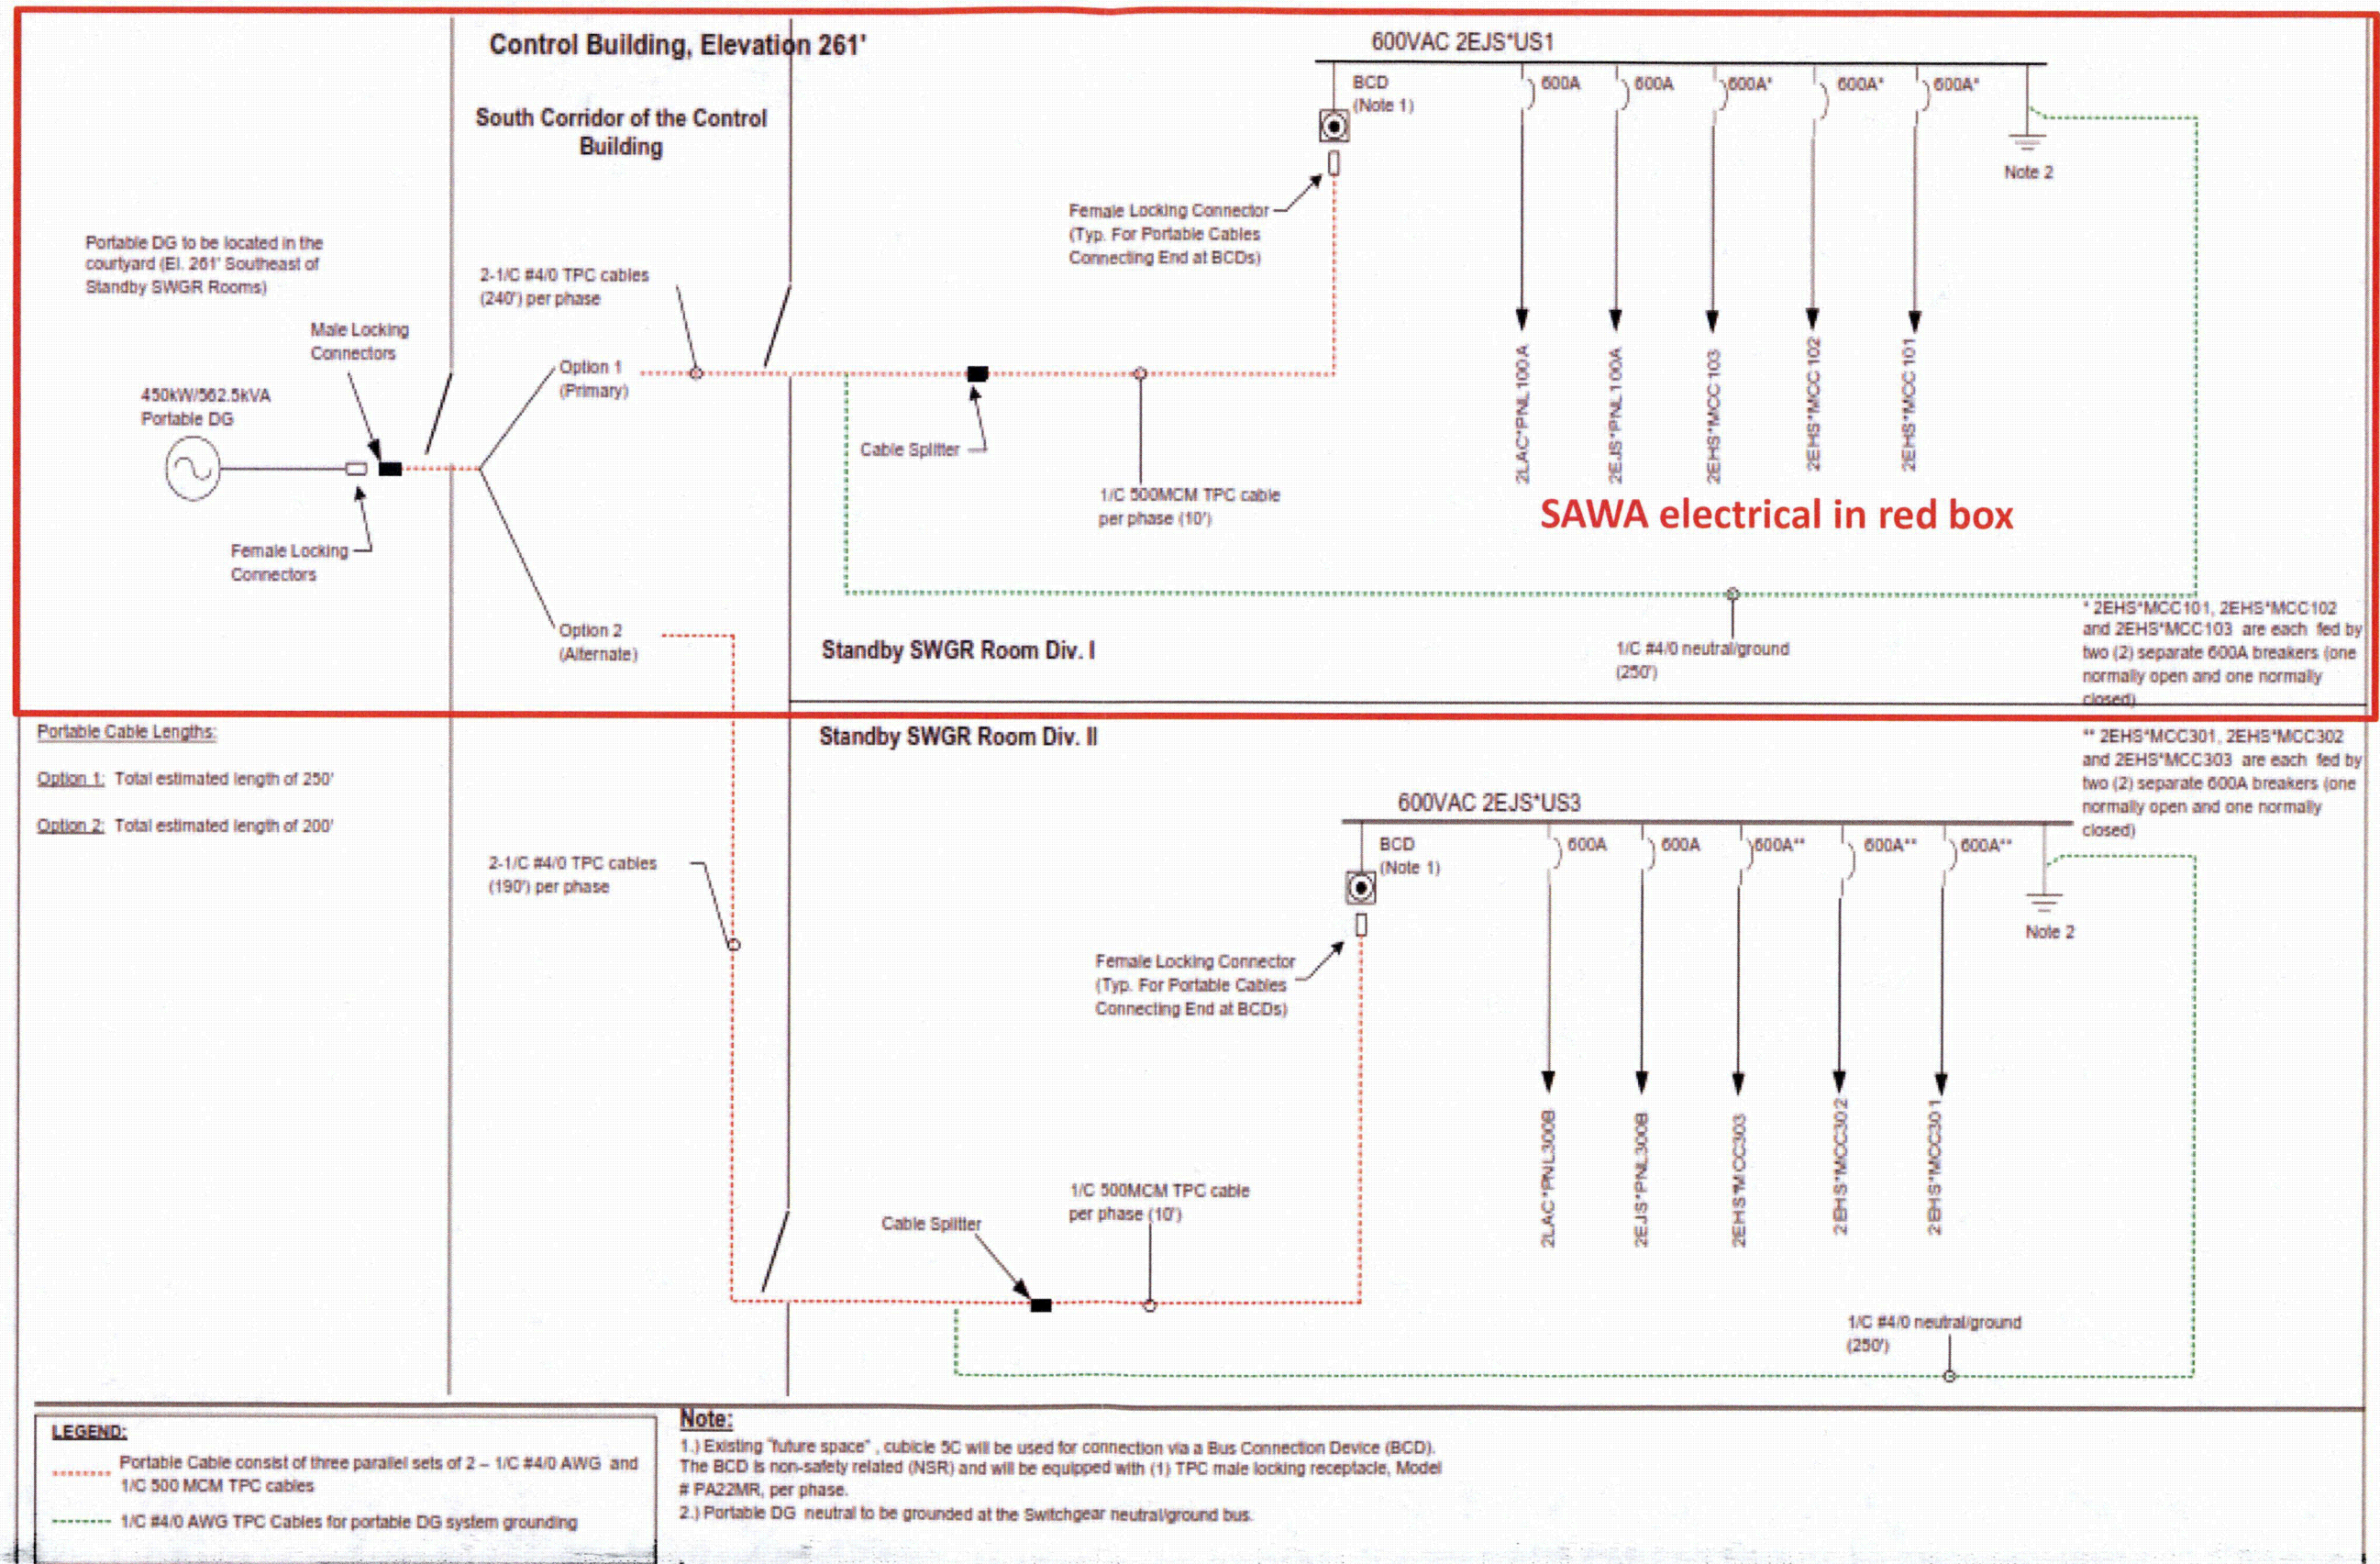 Control Building, Elevation 261'
South Corridor of the Control
Building
600VAC 2EJS*US1
BCD
(Note 1)
600A
600A
600A*
600A*
600A*
Note 2
Female Locking Connector
(Typ. For Portable Cables
Connecting End at BCDs)
Portable DG to be located in the
courtyard (El. 261' Southeast of
Standby SWGR Rooms)
2-1/C #4/0 TPC cables
(240') per phase
Male Locking
Connectors
Option 1
(Primary)
450kW/562.5kVA
Portable DG
Cable Splitter
1/C 500MCM TPC cable
per phase (10')
2LAC*PNL100A
2EJS*PNL100A
2EHS*MCC103
2EHS*MCC102
2EHS*MCC101
SAWA electrical in red box
Female Locking
Connectors
Option 2
(Alternate)
Standby SWGR Room Div. I
1/C #4/0 neutral/ground
(250')
* 2EHS*MCC101, 2EHS*MCC102
and 2EHS*MCC103 are each fed by
two (2) separate 600A breakers (one
normally open and one normally
closed)
Portable Cable Lengths:
Option 1: Total estimated length of 250'
Option 2: Total estimated length of 200'
Standby SWGR Room Div. II
** 2EHS*MCC301, 2EHS*MCC302
and 2EHS*MCC303 are each fed by
two (2) separate 600A breakers (one
normally open and one normally
closed)
600VAC 2EJS*US3
BCD
(Note 1)
600A
600A
600A**
600A**
600A**
Note 2
2-1/C #4/0 TPC cables
(190') per phase
Female Locking Connector
(Typ. For Portable Cables
Connecting End at BCDs)
2LAC*PNL300B
2EJS*PNL300B
2EHS*MCC303
2EHS*MCC302
2EHS*MCC301
1/C 500MCM TPC cable
per phase (10')
Cable Splitter
1/C #4/0 neutral/ground
(250')
LEGEND:
Portable Cable consist of three parallel sets of 2 – 1/C #4/0 AWG and
1/C 500 MCM TPC cables
1/C #4/0 AWG TPC Cables for portable DG system grounding
Note:
1.) Existing "future space" , cubicle 5C will be used for connection via a Bus Connection Device (BCD).
The BCD is non-safety related (NSR) and will be equipped with (1) TPC male locking receptacle, Model
# PA22MR, per phase.
2.) Portable DG neutral to be grounded at the Switchgear neutral/ground bus.